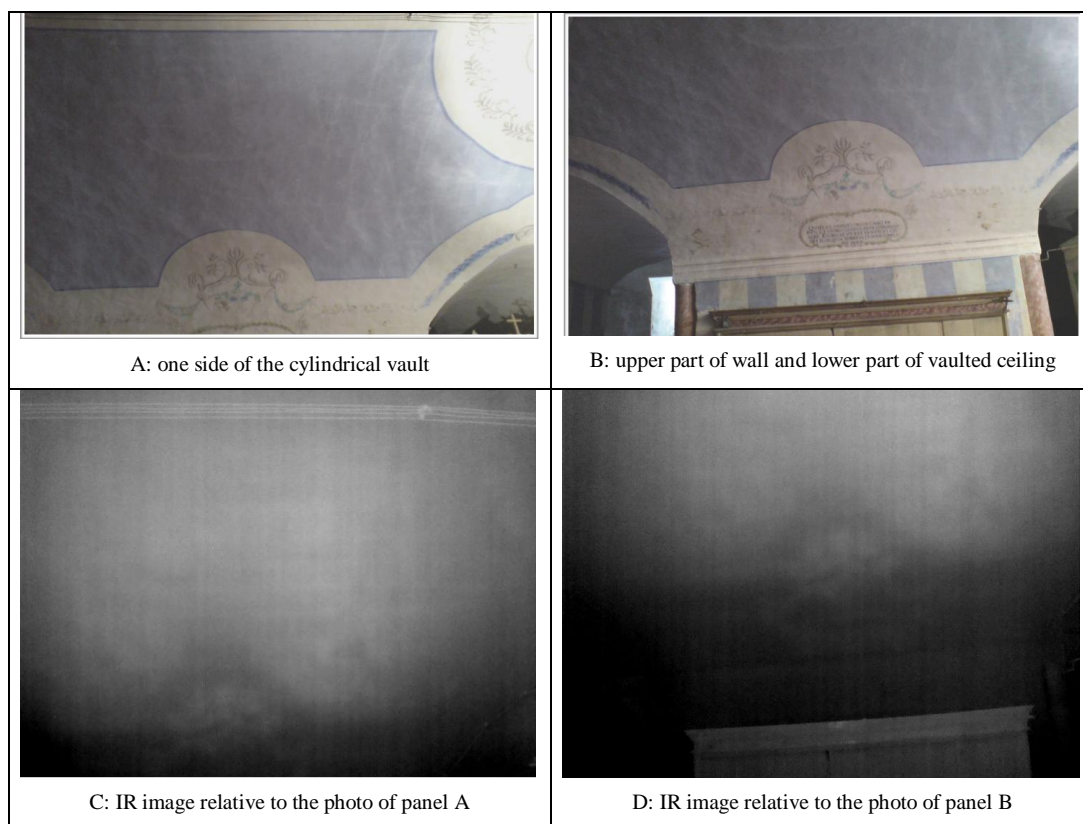 A: one side of the cylindrical vault
B: upper part of wall and lower part of vaulted ceiling
C: IR image relative to the photo of panel A
D: IR image relative to the photo of panel B